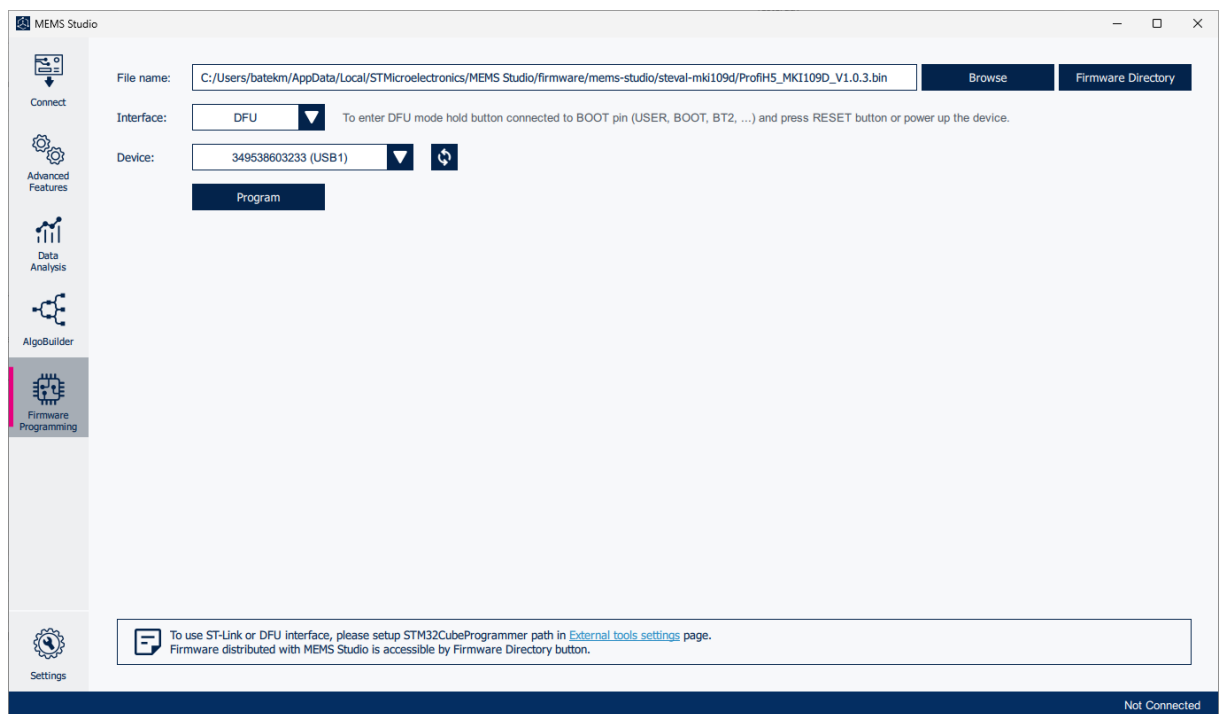 MEMS Studio
Connect
Advanced
Features
Data
Analysis
AlgoBuilder
Firmware
Programming
Settings
File name: C:/Users/batekm/AppData/Local/STMicroelectronics/MEMS Studio/firmware/mems-studio/steval-mki109d/ProfiH5_MKI109D_V1.0.3.bin Browse Firmware Directory
Interface: DFU To enter DFU mode hold button connected to BOOT pin (USER, BOOT, BT2, ...) and press RESET button or power up the device.
Device: 349538603233 (USB1)
Program
To use ST-Link or DFU interface, please setup STM32CubeProgrammer path in External tools settings page.
Firmware distributed with MEMS Studio is accessible by Firmware Directory button.
Not Connected